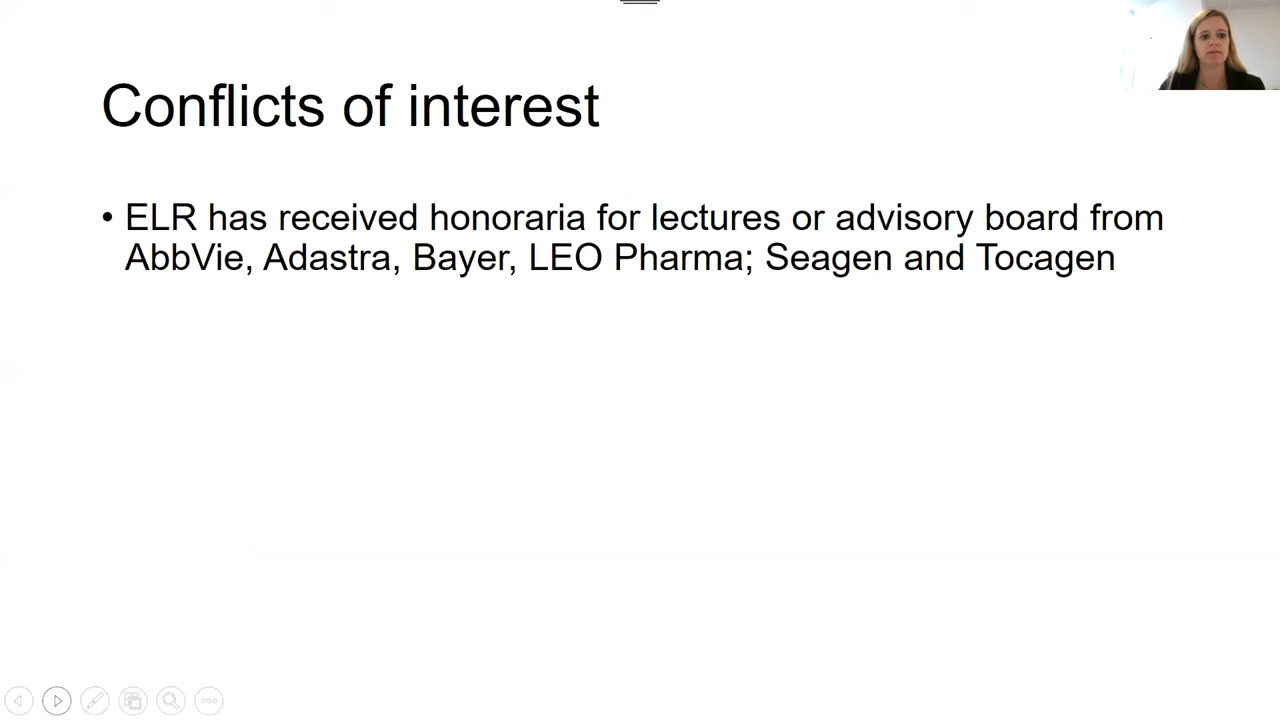 Conflicts of interest
• ELR has received honoraria for lectures or advisory board from
AbbVie, Adastra, Bayer, LEO Pharma; Seagen and Tocagen